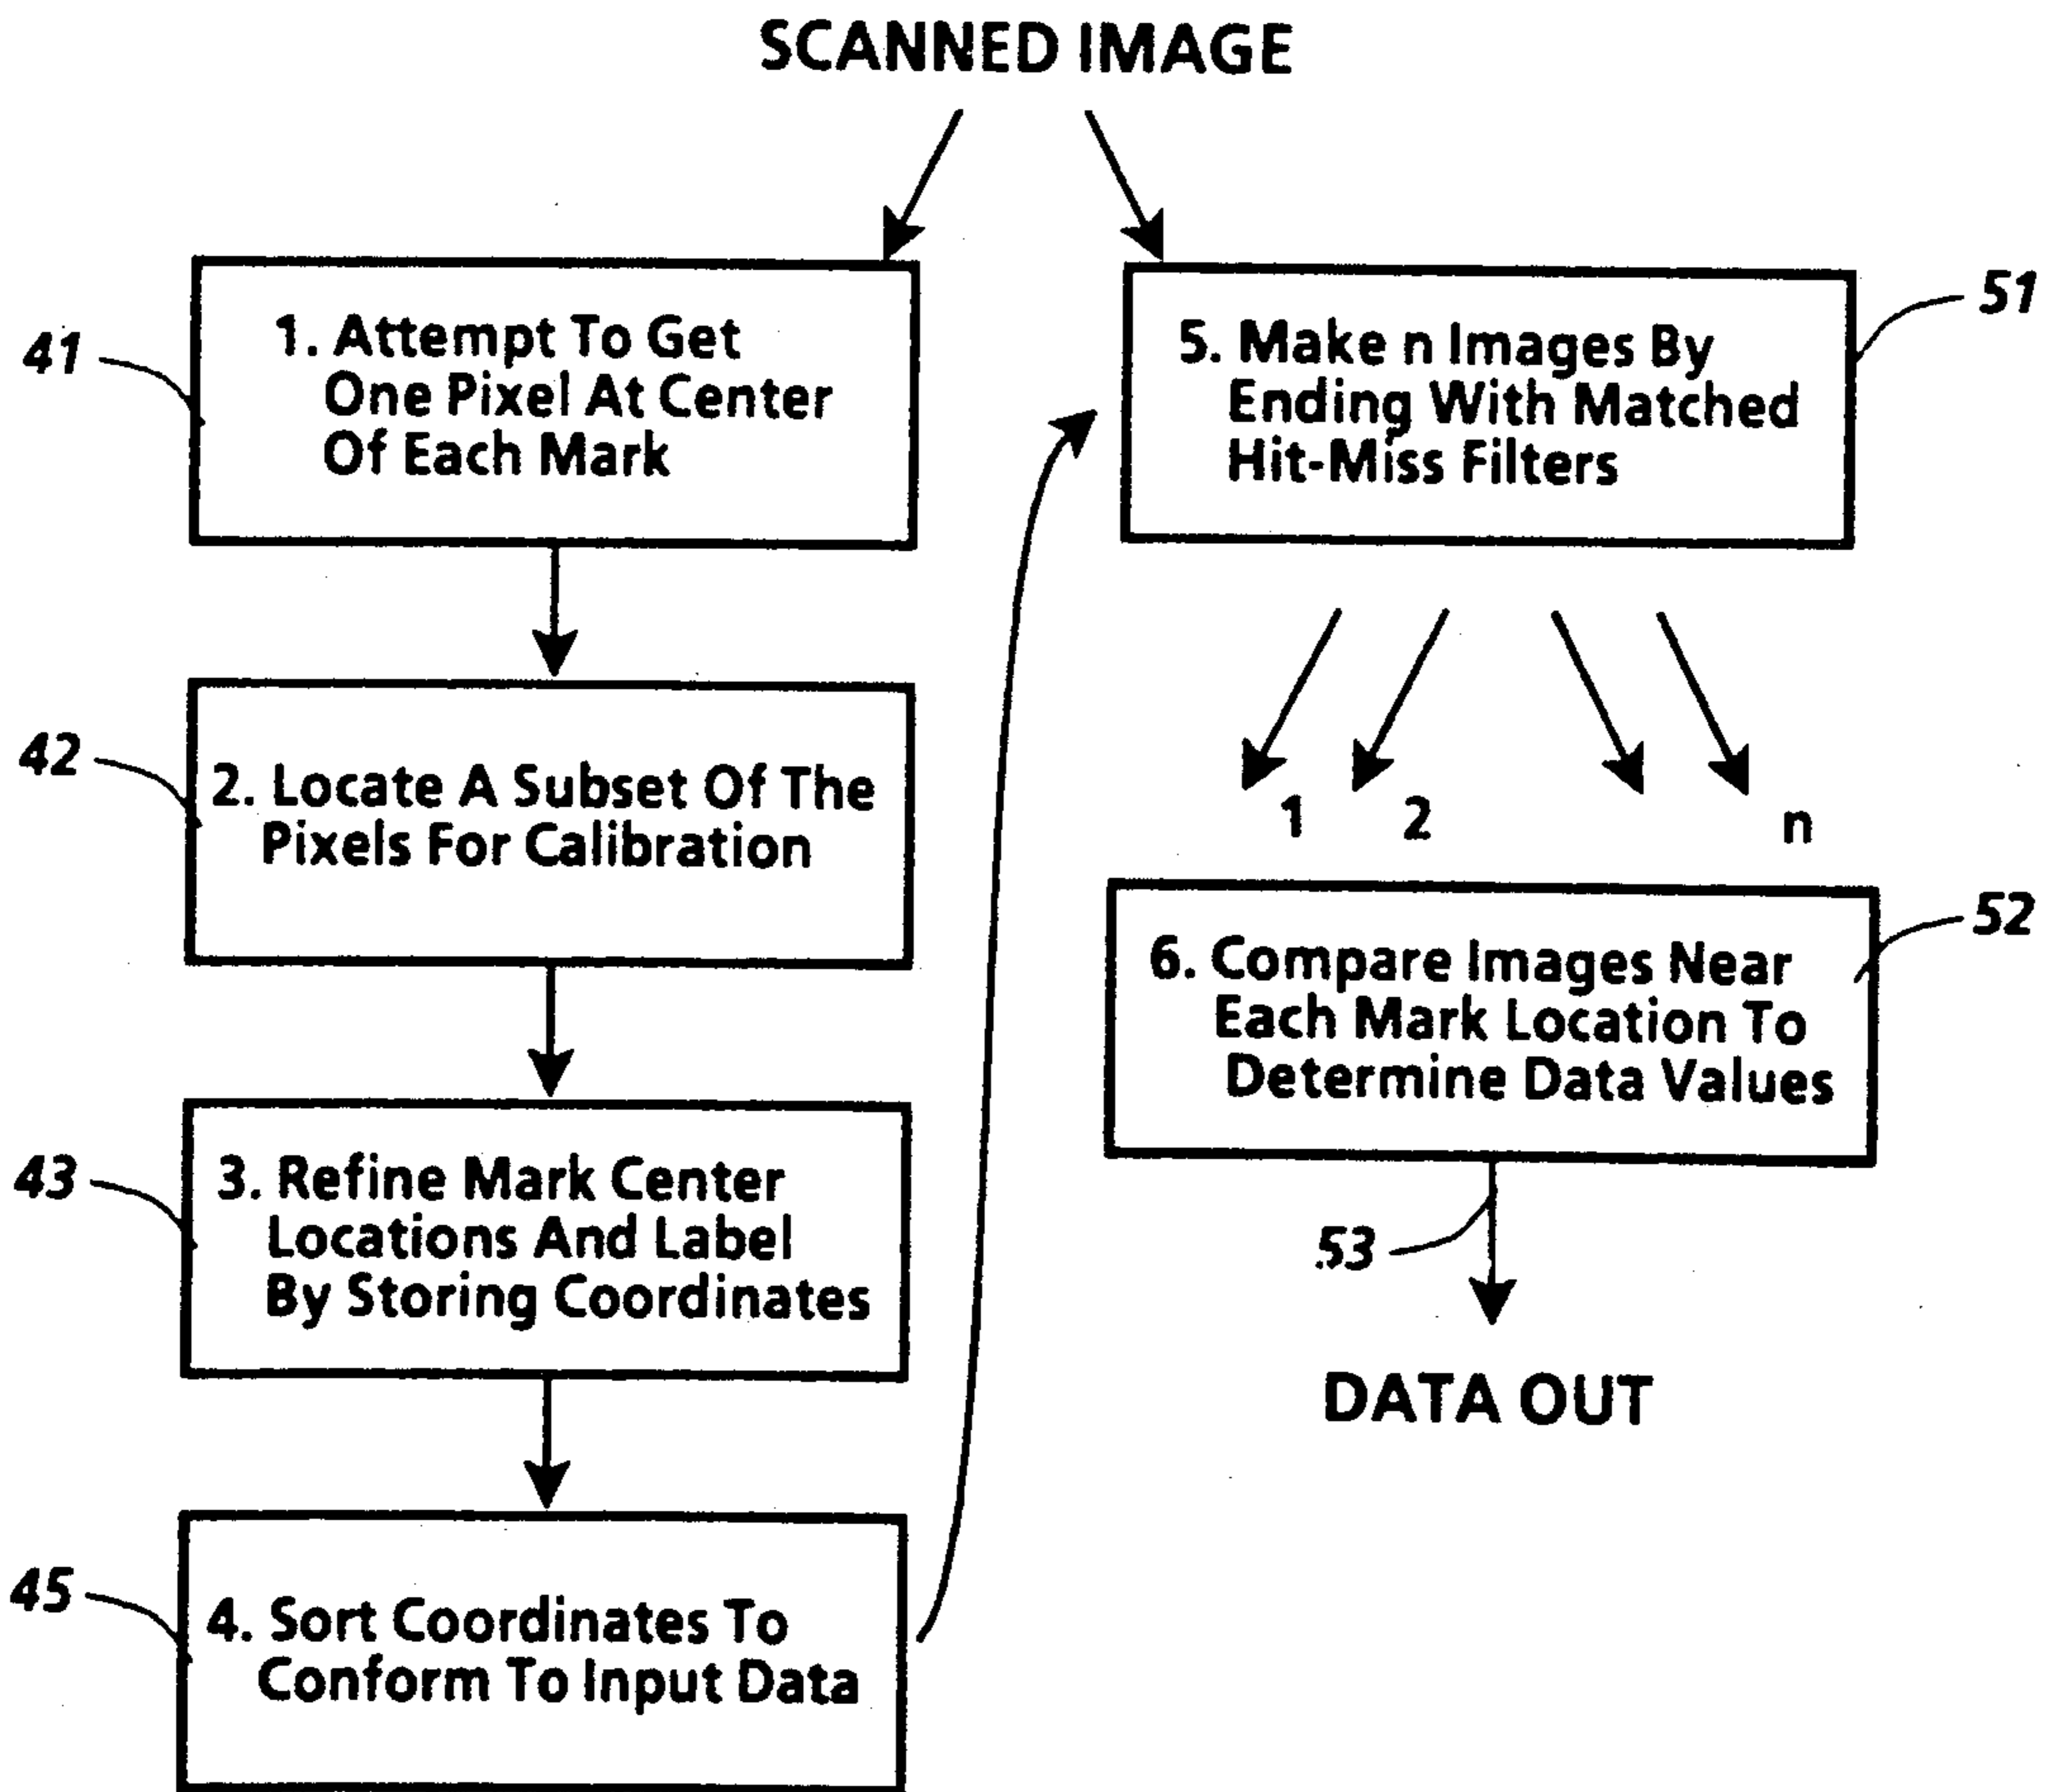 SCANNED IMAGE
41
1. Attempt To Get
One Pixel At Center
Of Each Mark
42
2. Locate A Subset Of The
Pixels For Calibration
43
3. Refine Mark Center
Locations And Label
By Storing Coordinates
45
4. Sort Coordinates To
Conform To Input Data
51
5. Make n Images By
Ending With Matched
Hit-Miss Filters
1 2 n
52
6. Compare Images Near
Each Mark Location To
Determine Data Values
53
DATA OUT